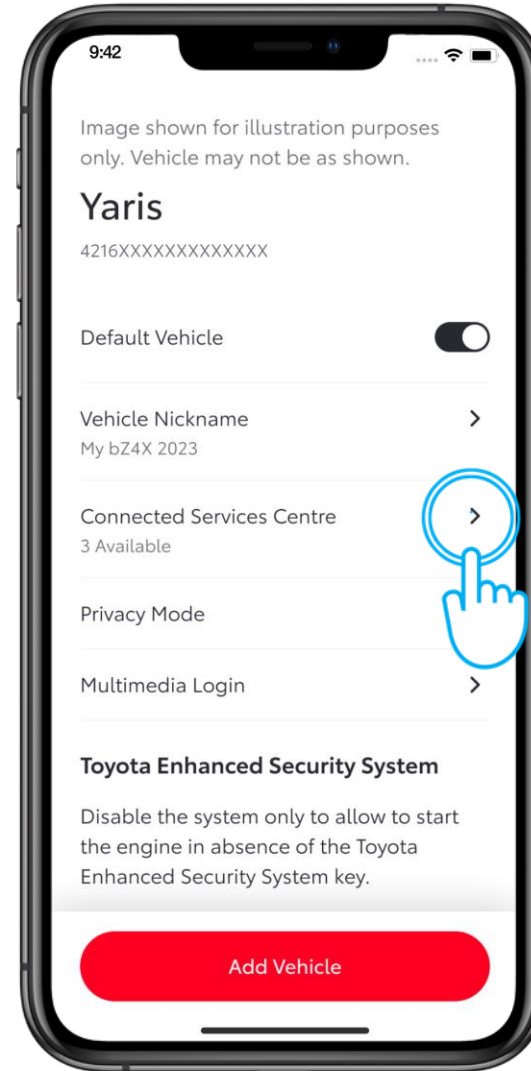 9:42
Image shown for illustration purposes
only. Vehicle may not be as shown.
Yaris
4216XXXXXXXXXXXXX
Default Vehicle
Vehicle Nickname
My bZ4X 2023
Connected Services Centre
3 Available
Privacy Mode
Multimedia Login
Toyota Enhanced Security System
Disable the system only to allow to start
the engine in absence of the Toyota
Enhanced Security System key.
Add Vehicle